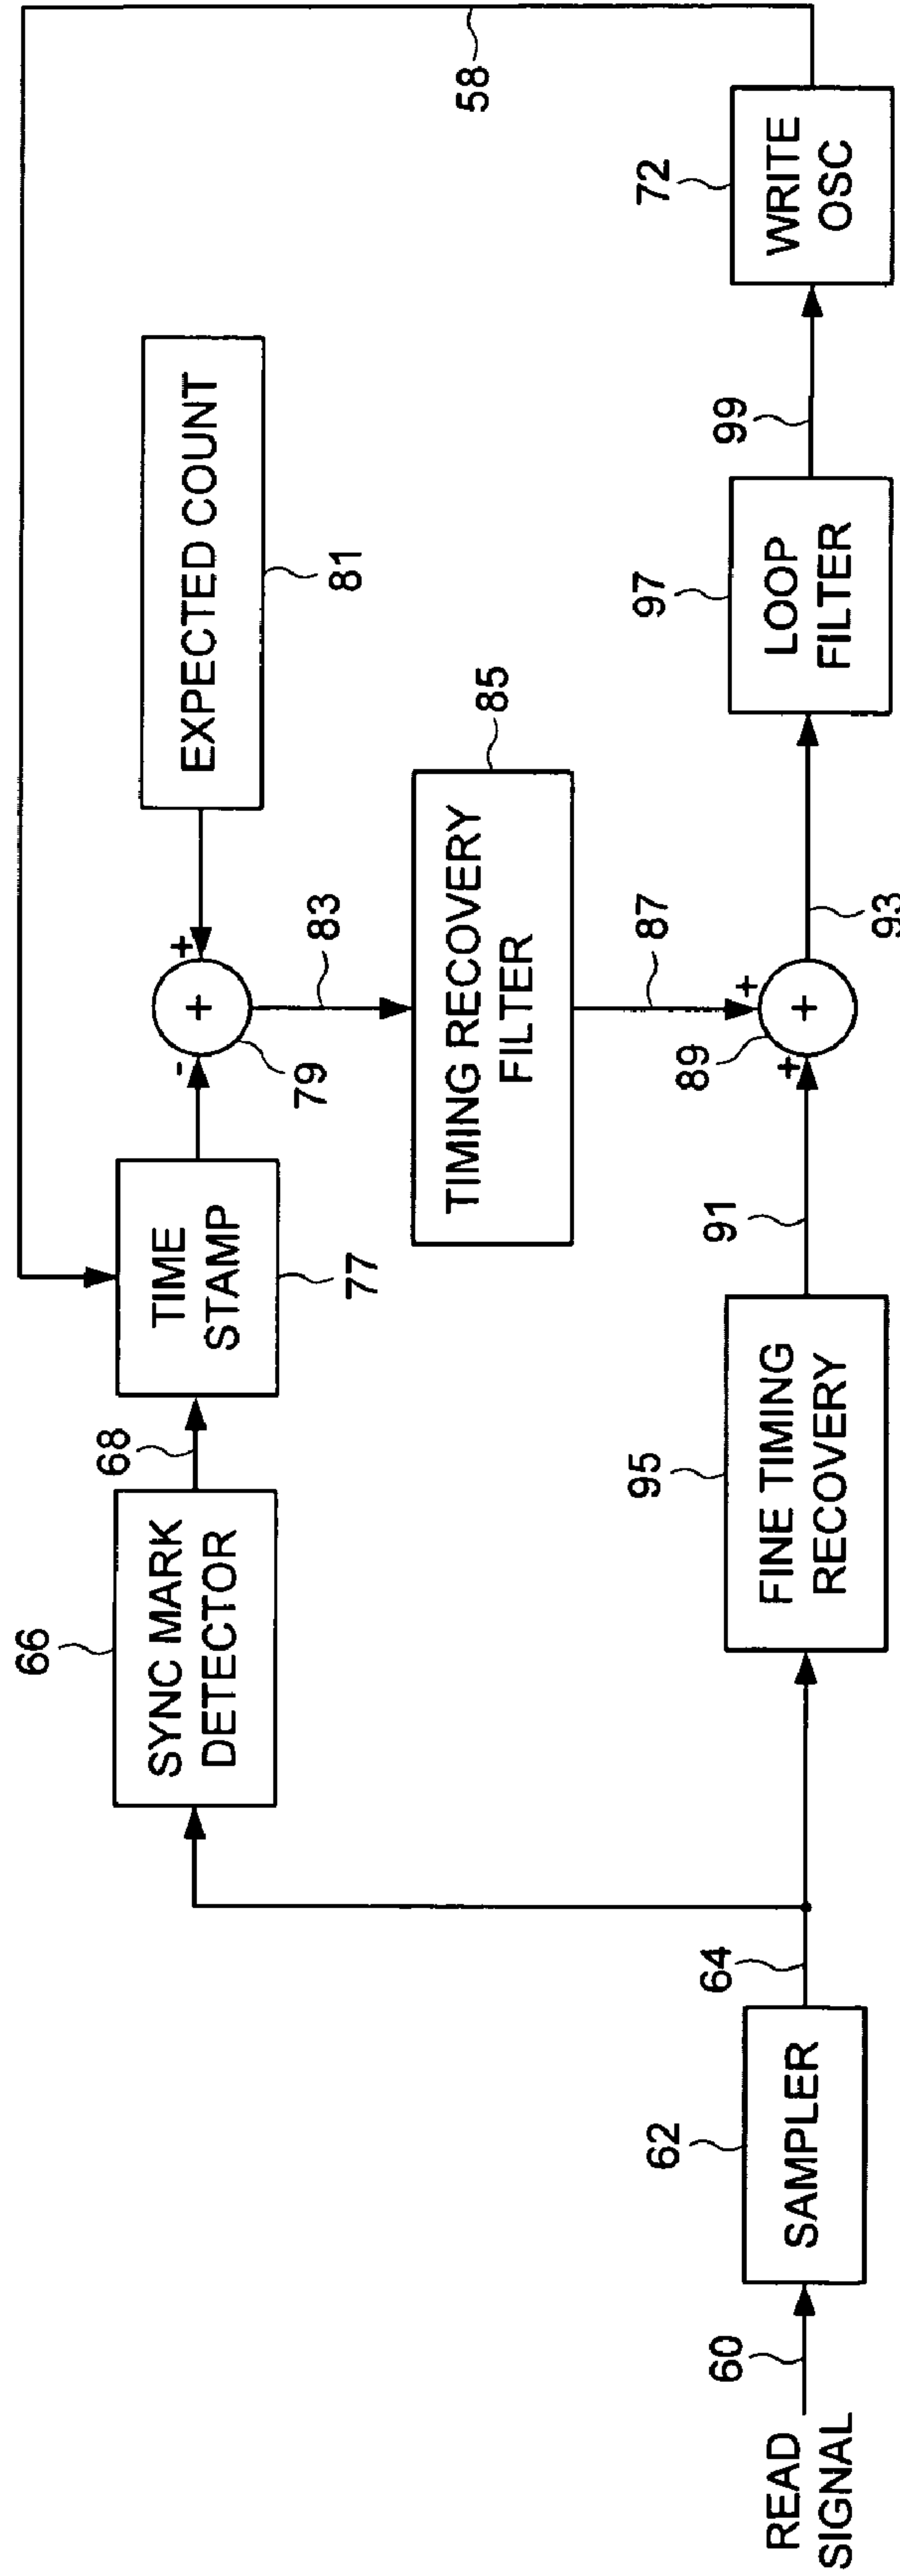 58
66
SYNC MARK
DETECTOR
68
TIME
STAMP
77
-
+
+
79
EXPECTED COUNT
81
83
TIMING RECOVERY
FILTER
85
87
READ
SIGNAL
60
SAMPLER
62
64
FINE TIMING
RECOVERY
95
91
+
+
+
89
93
LOOP
FILTER
97
99
WRITE
OSC
72